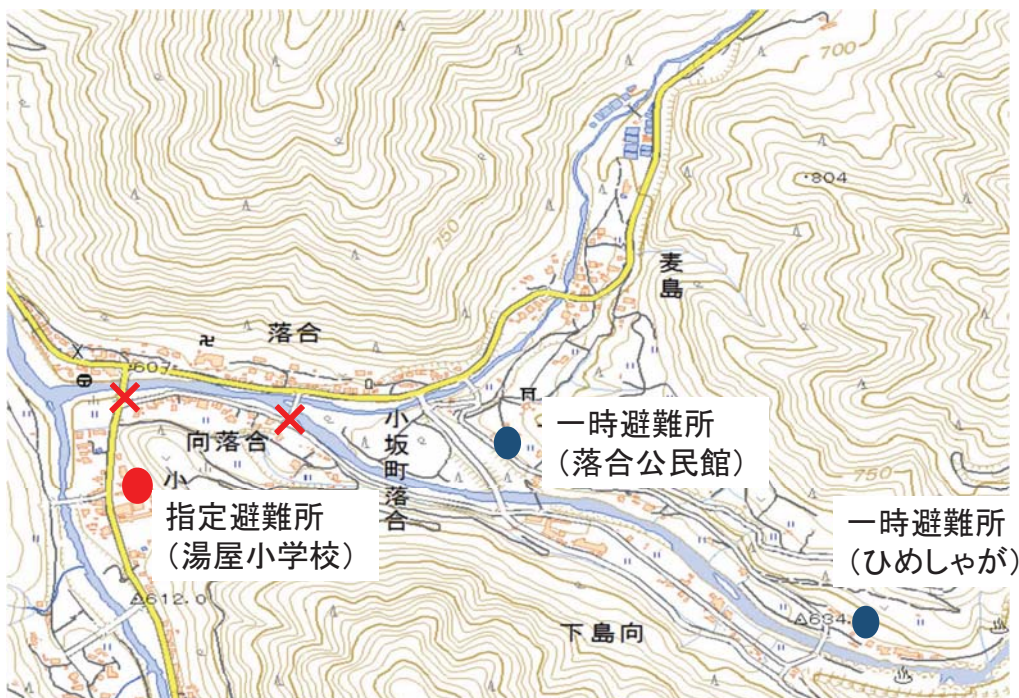 700
804
麦島
750
落合
607
一時避難所
(落合公民館)
小坂町落合
向落合
小
指定避難所
(湯屋小学校)
750
一時避難所
(ひめしゃが)
612.0
634.
下島向